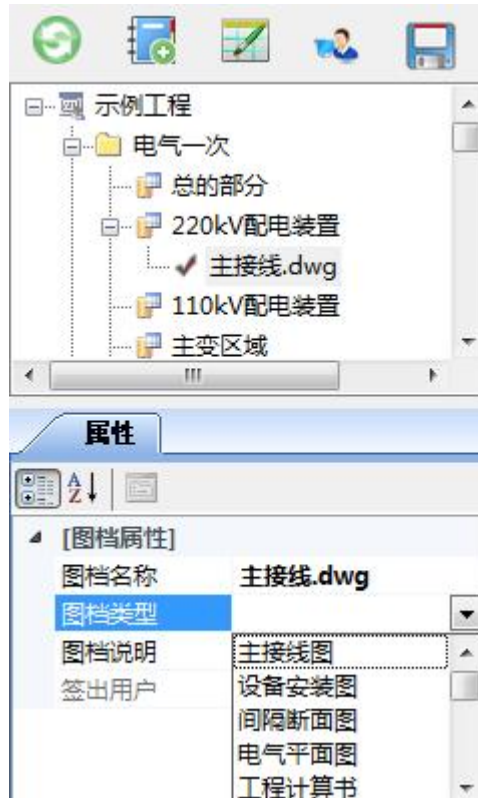 示例工程
电气一次
总的部分
220kV配电装置
主接线.dwg
110kV配电装置
主变区域
属性
[图档属性]
图档名称 主接线.dwg
图档类型
图档说明
签出用户
主接线图
设备安装图
间隔断面图
电气平面图
工程计算书